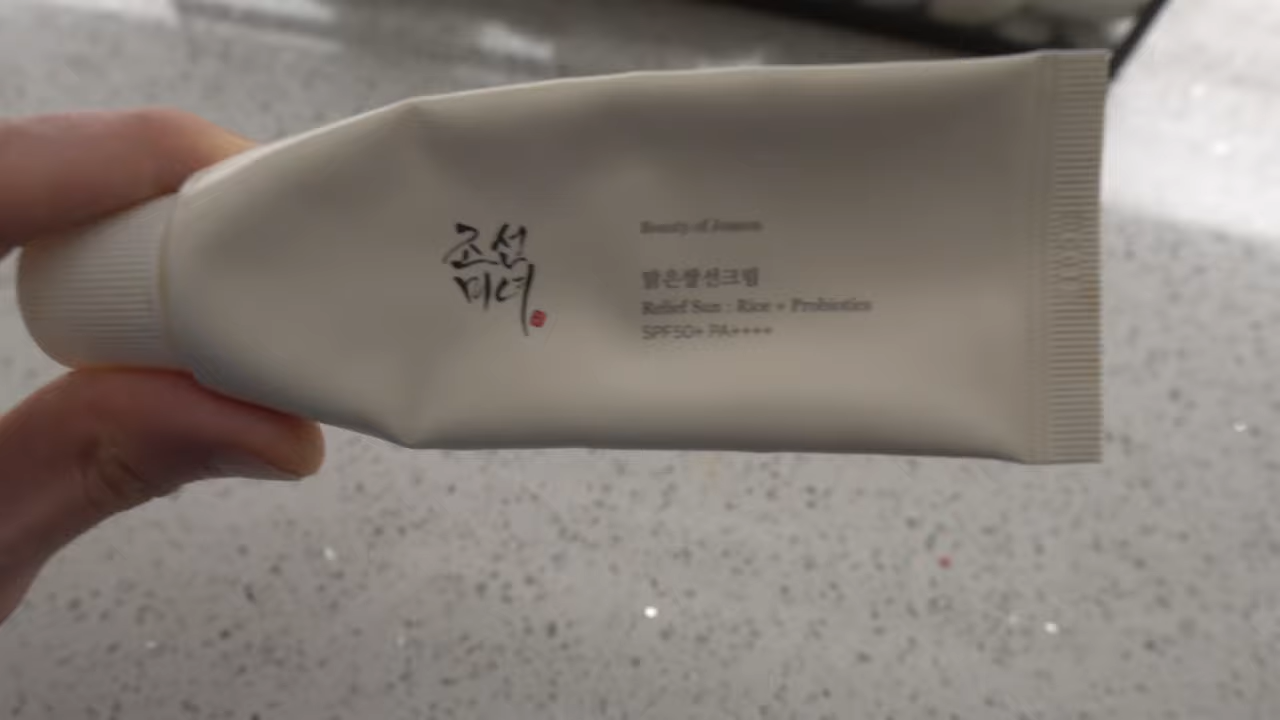 조선
미녀
Beauty of Joseon
맑은쌀선크림
Relief Sun : Rice + Probiotics
SPF50+ PA++++